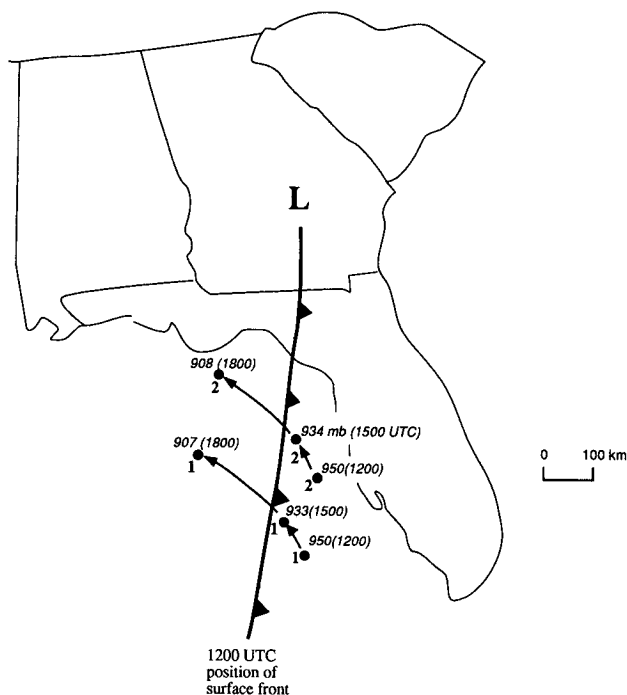 L
908 (1800)
2
934 mb (1500 UTC)
2
907 (1800)
1
950(1200)
2
0 100 km
933(1500)
1
950(1200)
1
1200 UTC
position of
surface front